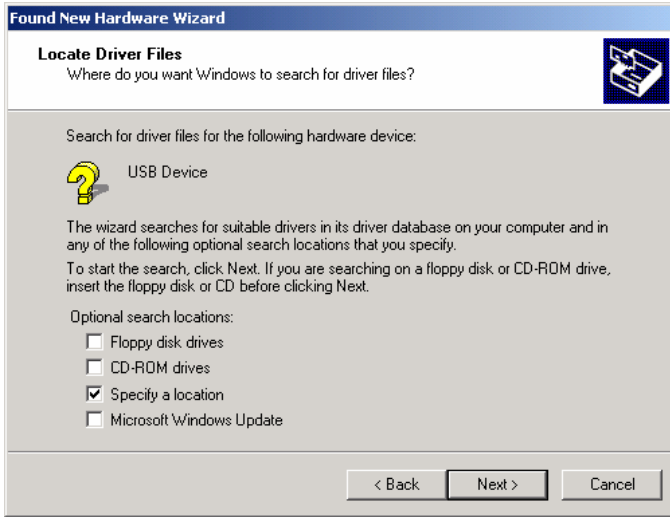 Found New Hardware Wizard
Locate Driver Files
Where do you want Windows to search for driver files?
Search for driver files for the following hardware device:
USB Device
The wizard searches for suitable drivers in its driver database on your computer and in
any of the following optional search locations that you specify.
To start the search, click Next. If you are searching on a floppy disk or CD-ROM drive,
insert the floppy disk or CD before clicking Next.
Optional search locations:
Floppy disk drives
CD-ROM drives
Specify a location
Microsoft Windows Update
< Back
Next >
Cancel